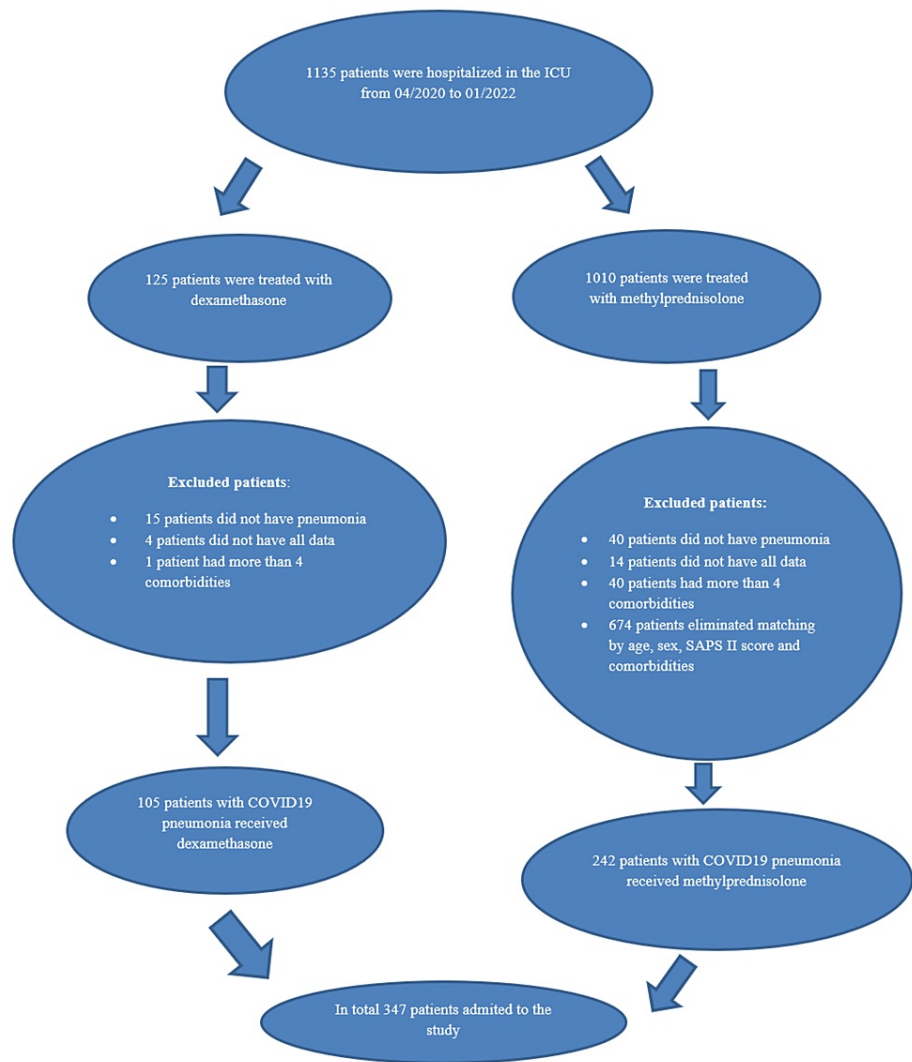 1135 patients were hospitalized in the ICU
from 04/2020 to 01/2022
125 patients were treated with
dexamethasone
1010 patients were treated
with methylprednisolone
Excluded patients:
• 15 patients did not have pneumonia
• 4 patients did not have all data
• 1 patient had more than 4
comorbidities
Excluded patients:
• 40 patients did not have pneumonia
• 14 patients did not have all data
• 40 patients had more than 4
comorbidities
• 674 patients eliminated matching
by age, sex, SAPS II score and
comorbidities
105 patients with COVID19
pneumonia received
dexamethasone
242 patients with COVID19 pneumonia
received methylprednisolone
In total 347 patients admited to the
study